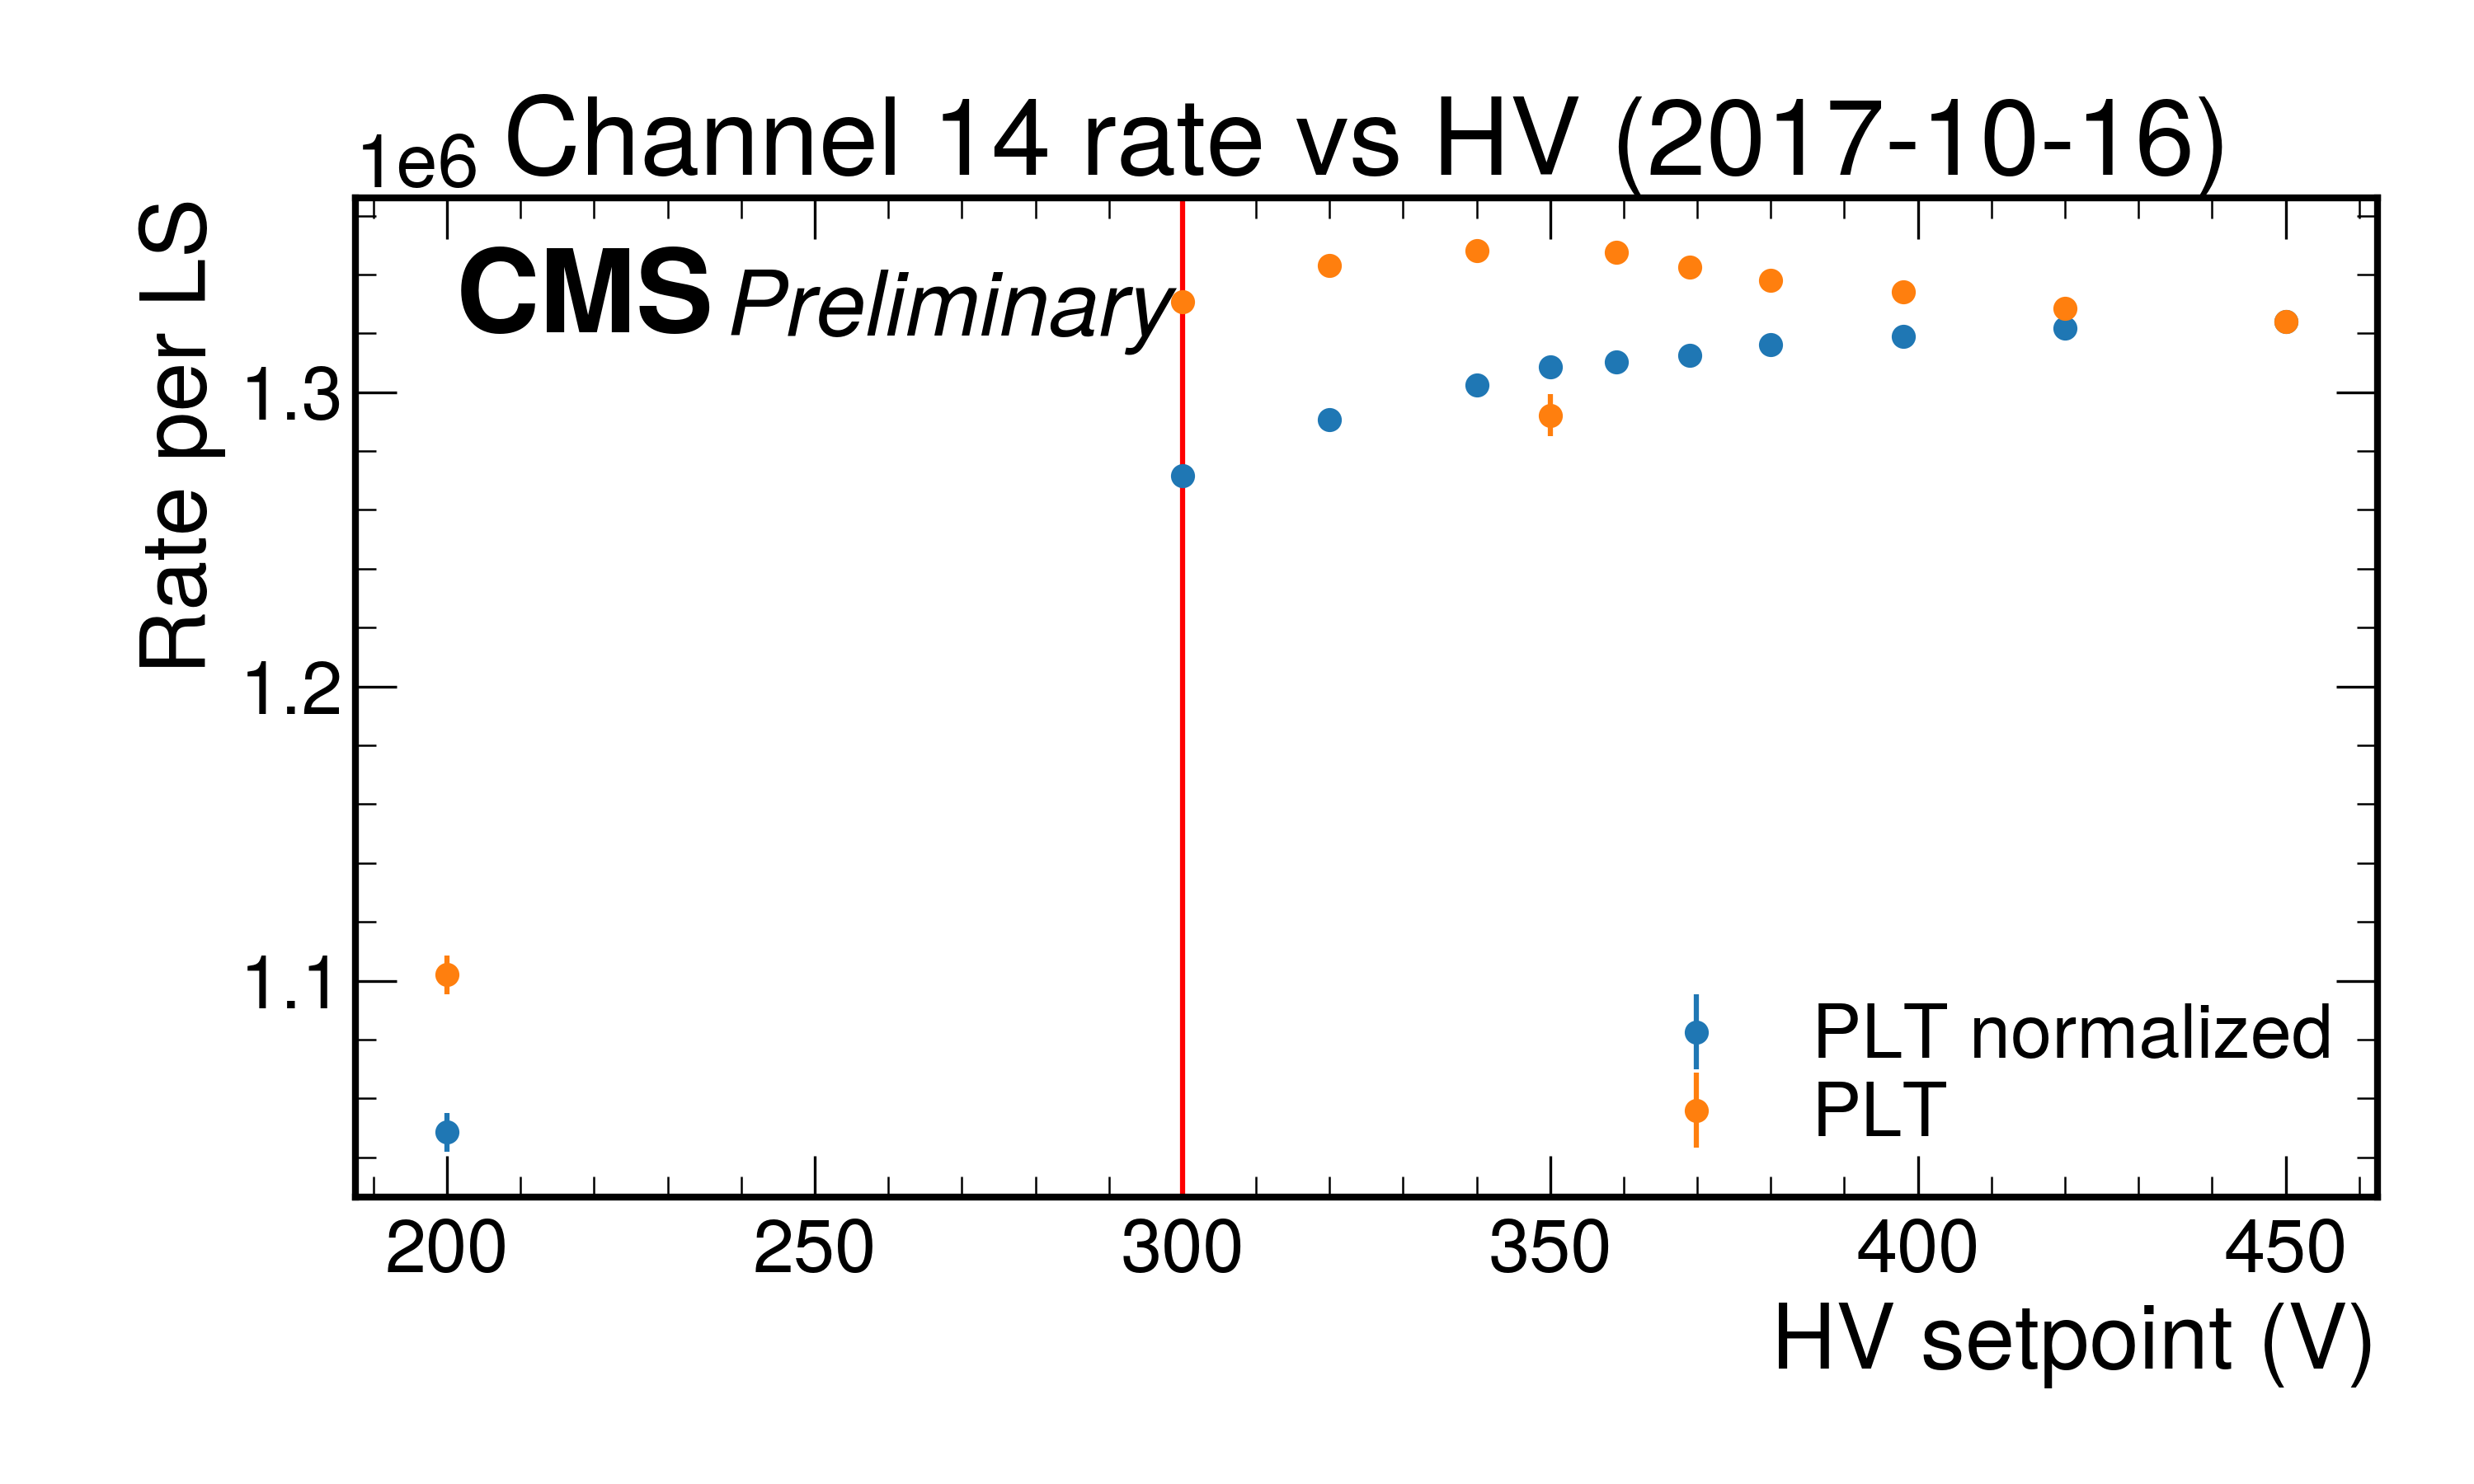 Channel 14 rate vs HV (2017-10-16)
1e6
CMS Preliminary
Rate per LS
1.3
1.2
1.1
PLT normalized
PLT
200 250 300 350 400 450
HV setpoint (V)